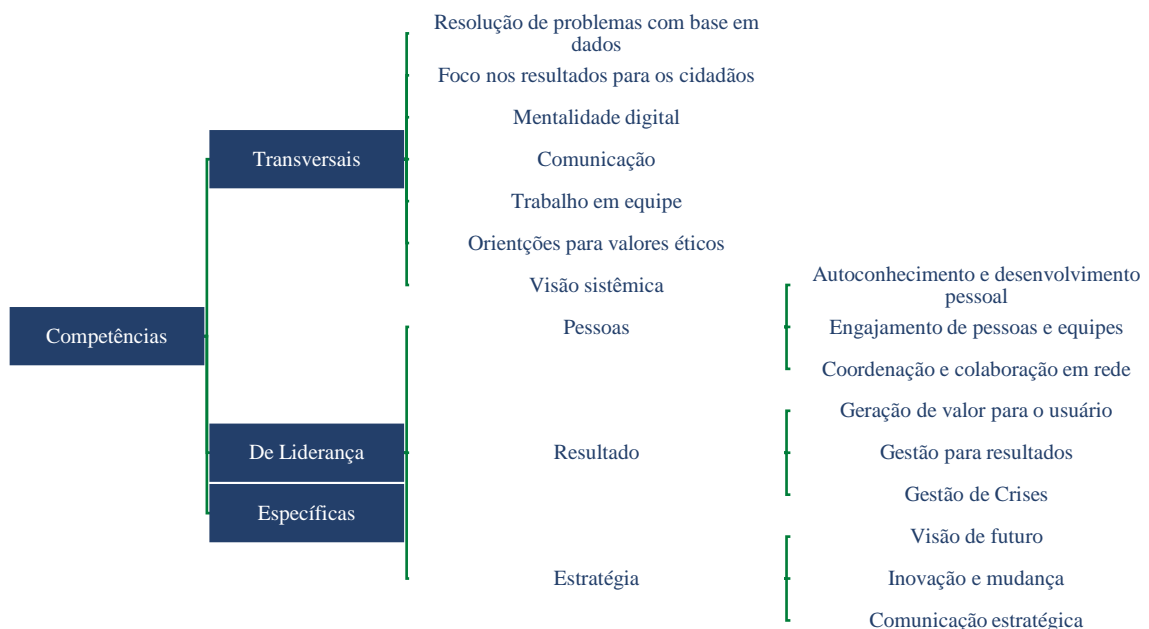 Resolução de problemas com base em
dados
Foco nos resultados para os cidadãos
Mentalidade digital
Transversais
Comunicação
Trabalho em equipe
Orientções para valores éticos
Visão sistêmica
Autoconhecimento e desenvolvimento
pessoal
Competências
Pessoas
Engajamento de pessoas e equipes
Coordenação e colaboração em rede
Geração de valor para o usuário
De Liderança
Resultado
Gestão para resultados
Gestão de Crises
Específicas
Visão de futuro
Estratégia
Inovação e mudança
Comunicação estratégica